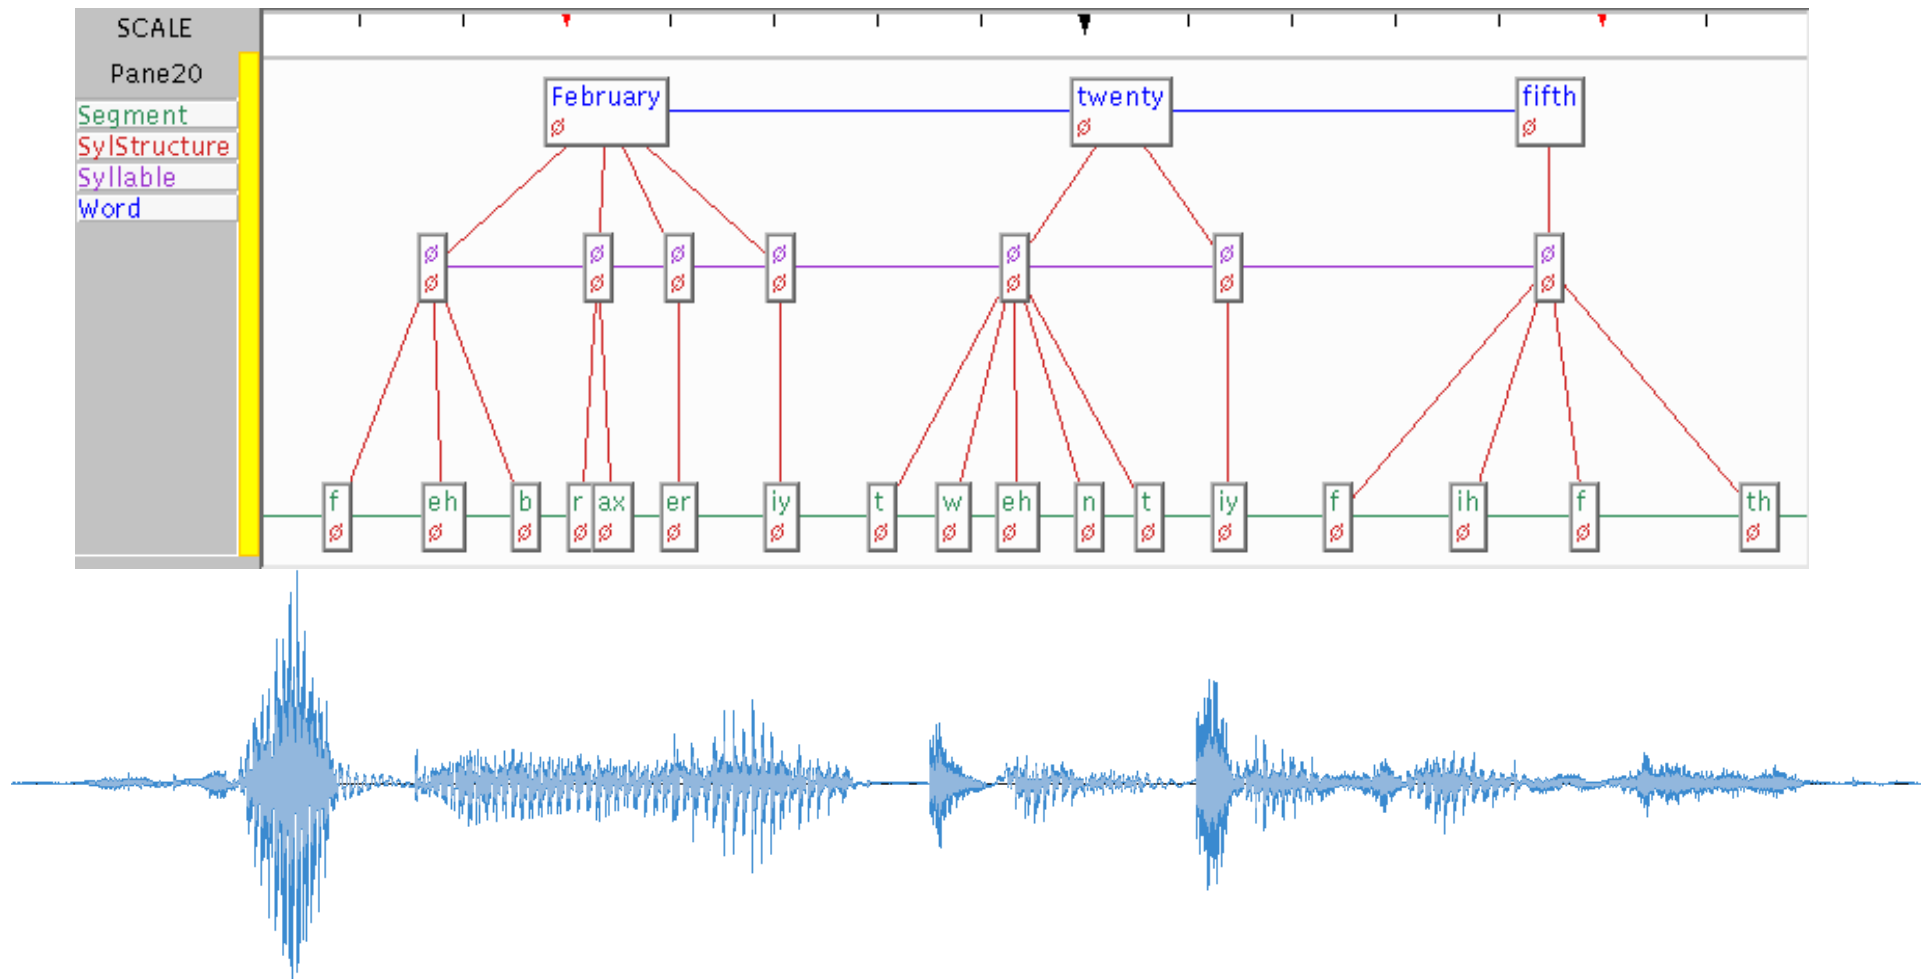 SCALE
Pane20
Segment
SylStructure
Syllable
Word
February twenty fifth
ø ø ø
ø ø ø ø ø ø ø
ø ø ø ø ø ø ø
f eh b r ax er iy t w eh n t iy f ih f th
ø ø ø ø ø ø ø ø ø ø ø ø ø ø ø ø ø